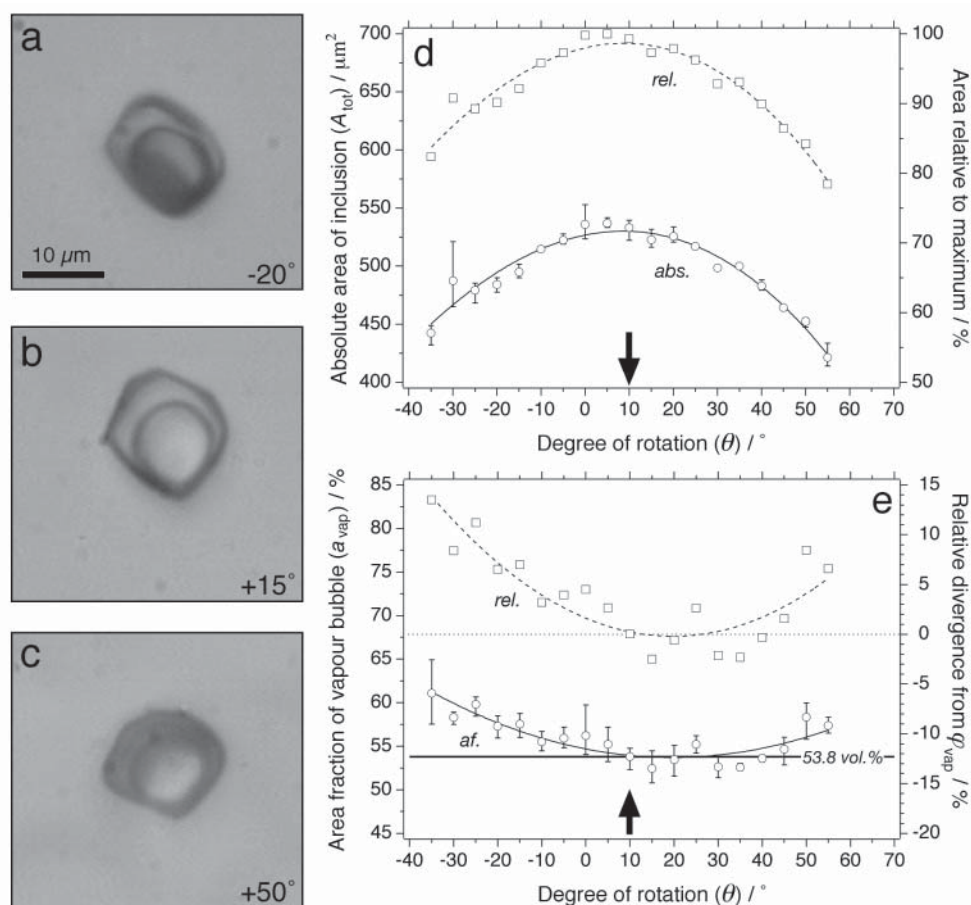 a
10 µm
-20˚
b
+15˚
c
+50˚
d
rel.
abs.
Absolute area of inclusion (A_tot) / µm²
700
650
600
550
500
450
400
Area relative to maximum / %
100
90
80
70
60
50
-40 -30 -20 -10 0 10 20 30 40 50 60 70
Degree of rotation (θ) / ˚
e
rel.
af.
53.8 vol.%
Area fraction of vapour bubble (a_vap) / %
85
80
75
70
65
60
55
50
45
Relative divergence from φ_vap / %
15
10
5
0
-5
-10
-15
-20
-40 -30 -20 -10 0 10 20 30 40 50 60 70
Degree of rotation (θ) / ˚